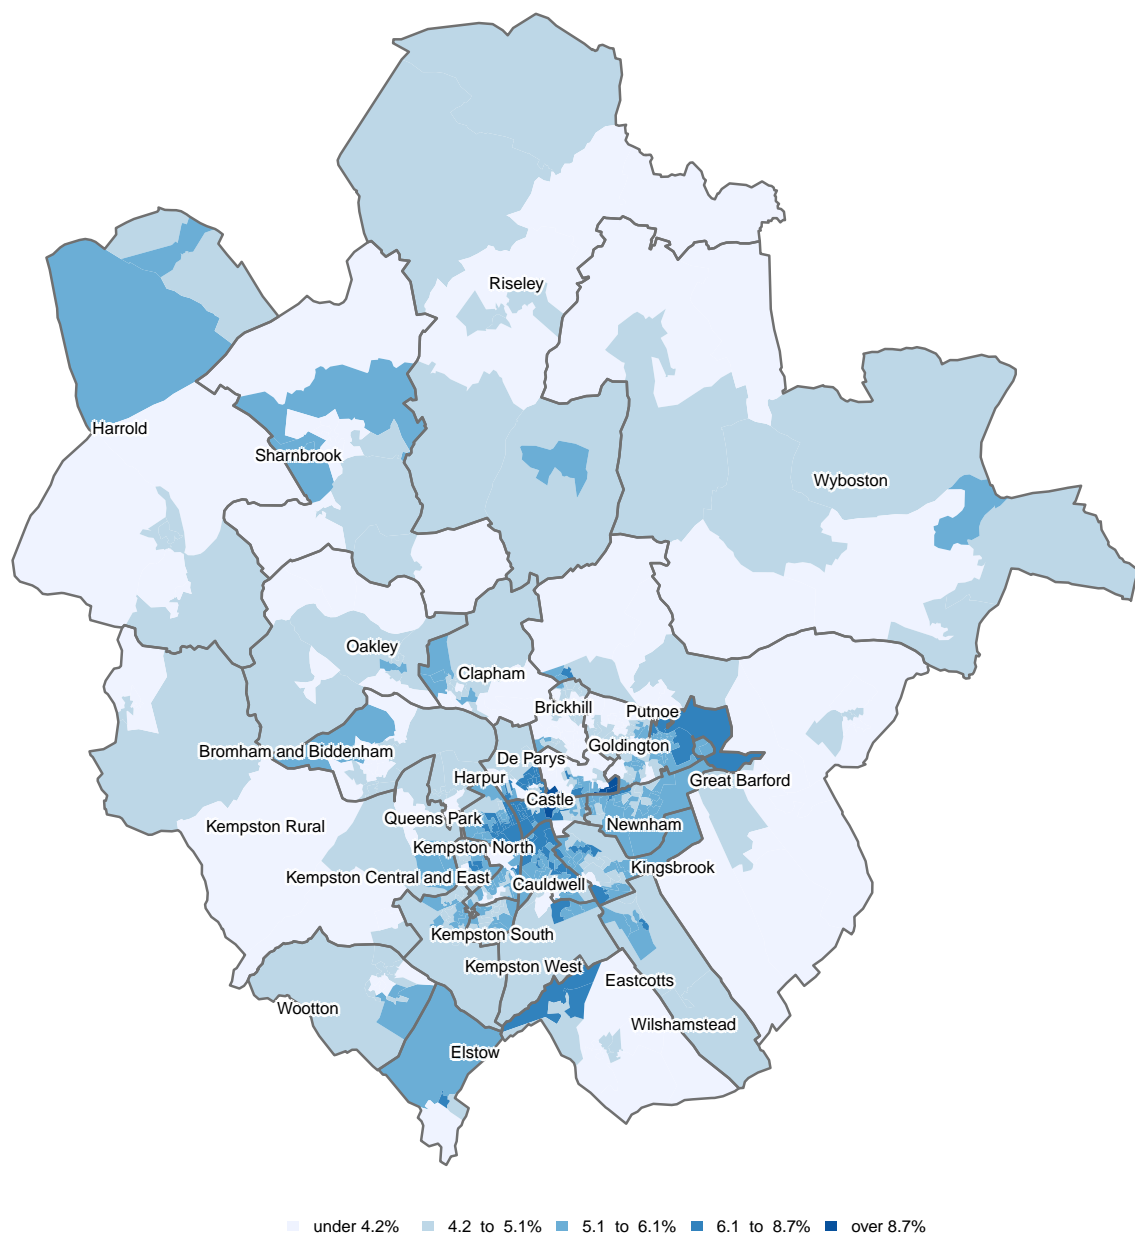 Riseley
Harrold
Sharnbrook
Wyboston
Oakley
Clapham
Brickhill
Putnoe
Bromham and Biddenham
De Parys
Goldington
Harpur
Great Barford
Castle
Kempston Rural
Queens Park
Newnham
Kempston North
Kingsbrook
Kempston Central and East
Cauldwell
Kempston South
Kempston West
Eastcotts
Wootton
Wilshamstead
Elstow
under 4.2% 4.2 to 5.1% 5.1 to 6.1% 6.1 to 8.7% over 8.7%